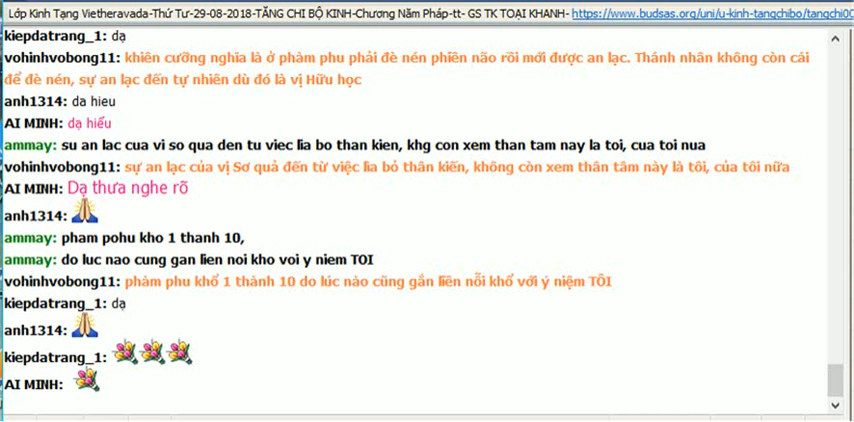 Lớp Kinh Tạng Vietheravada-Thứ Tư-29-08-2018-TĂNG CHI BỘ KINH-Chương Năm Pháp-tt- GS TK TOẠI KHANH- https://www.budsas.org/uni/u-kinh-tangchibo/tangchi0
kiepdatrang_1: dạ
vohinhvobong11: khiên cưỡng nghĩa là ở phàm phu phải đè nén phiền não rồi mới được an lạc. Thánh nhân không còn cái
để đè nén, sự an lạc đến tự nhiên dù đó là vị Hữu học
anh1314: da hieu
AI MINH: dạ hiểu
ammay: su an lac cua vi so qua den tu viec lia bo than kien, khg con xem than tam nay la toi, cua toi nua
vohinhvobong11: sự an lạc của vị Sơ quả đến từ việc lìa bỏ thân kiến, không còn xem thân tâm này là tôi, của tôi nữa
AI MINH: Dạ thưa nghe rõ
anh1314:
ammay: pham pohu kho 1 thanh 10,
ammay: do luc nao cung gan lien noi kho voi y niem TOI
vohinhvobong11: phàm phu khổ 1 thành 10 do lúc nào cũng gắn liền nỗi khổ với ý niệm TÔI
kiepdatrang_1: dạ
anh1314:
kiepdatrang_1:
AI MINH: